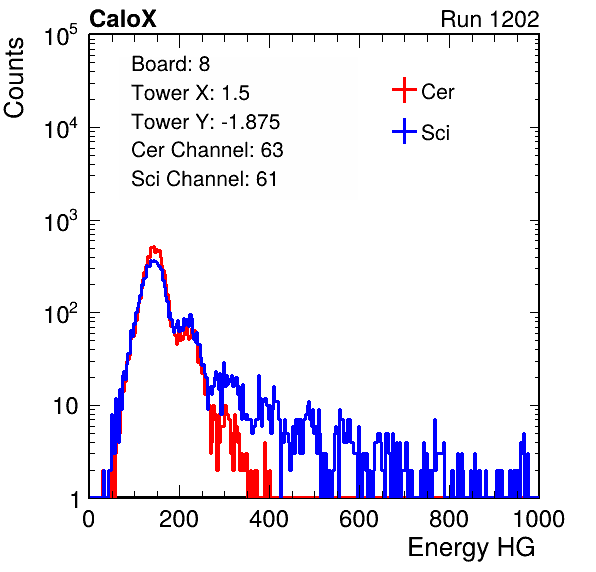 CaloX Run 1202
Board: 8
Tower X: 1.5
Tower Y: -1.875
Cer Channel: 63
Sci Channel: 61
Cer
Sci
Counts
10^5
10^4
10^3
10^2
10
1
0 200 400 600 800 1000
Energy HG